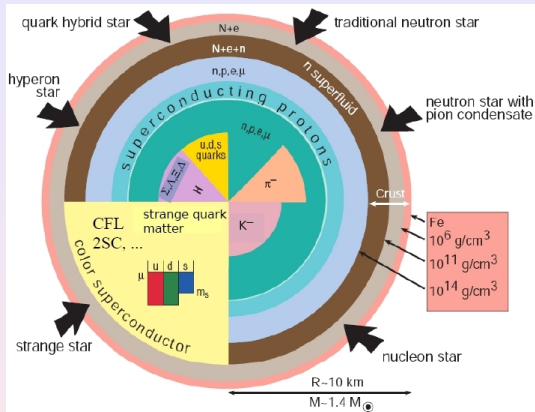 quark hybrid star
traditional neutron star
N+e
N+e+n
n,p,e,μ
n superfluid
hyperon
star
superconducting protons
n,p,e,μ
neutron star with
pion condensate
u,d,s
quarks
Σ,Λ,Ξ,Δ
H
π⁻
Crust
strange quark
matter
K⁻
CFL
2SC, ...
color superconductor
μ
u d s
mₛ
Fe
10⁶ g/cm³
10¹¹ g/cm³
10¹⁴ g/cm³
strange star
nucleon star
R~10 km
M~1.4 M☉